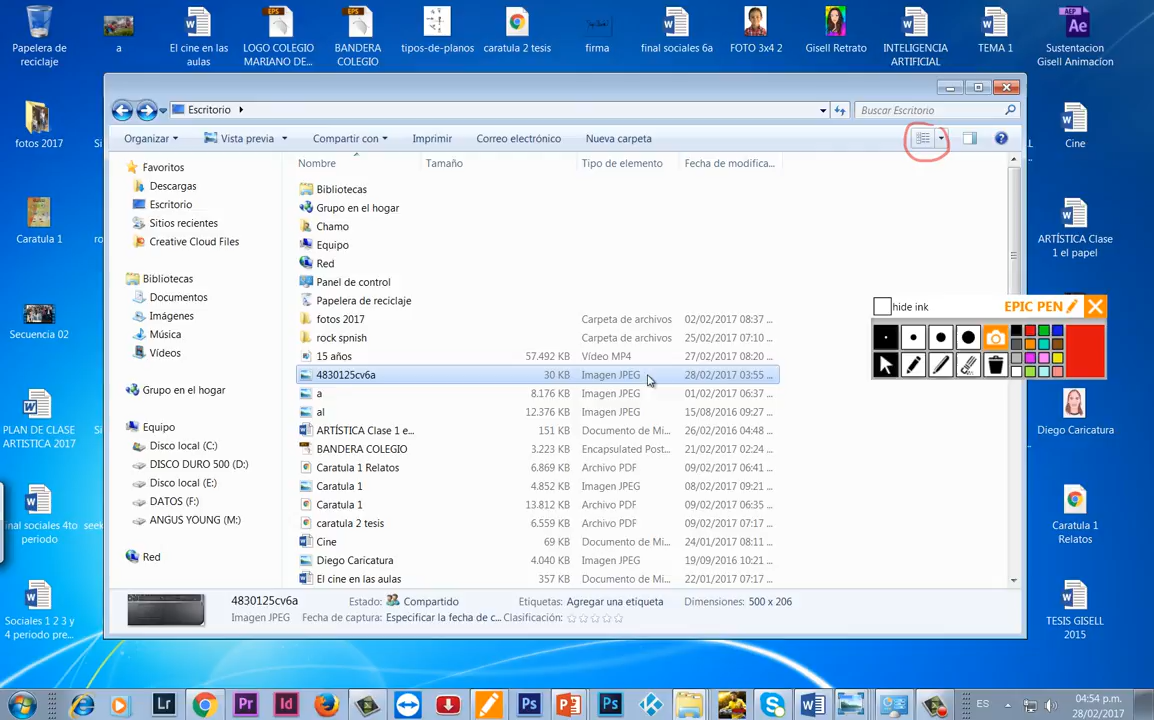 Papelera de
reciclaje
a
El cine en las
aulas
LOGO COLEGIO
MARIANO DE...
BANDERA
COLEGIO
tipos-de-planos
caratula 2 tesis
firma
final sociales 6a
FOTO 3x4 2
Gisell Retrato
INTELIGENCIA
ARTIFICIAL
TEMA 1
AEP
Ae
Sustentacion
Gisell Animacion
Escritorio
Buscar Escritorio
Organizar
Vista previa
Compartir con
Imprimir
Correo electrónico
Nueva carpeta
Nombre
Tamaño
Tipo de elemento
Fecha de modifica...
Favoritos
Descargas
Escritorio
Sitios recientes
Creative Cloud Files
Bibliotecas
Documentos
Imágenes
Música
Vídeos
Grupo en el hogar
Equipo
Disco local (C:)
DISCO DURO 500 (D:)
Disco local (E:)
DATOS (F:)
ANGUS YOUNG (M:)
Red
Bibliotecas
Grupo en el hogar
Chamo
Equipo
Red
Panel de control
Papelera de reciclaje
fotos 2017 Carpeta de archivos 02/02/2017 08:37 ...
rock spnish Carpeta de archivos 25/02/2017 07:10 ...
15 años 57.492 KB Vídeo MP4 27/02/2017 08:20 ...
4830125cv6a 30 KB Imagen JPEG 28/02/2017 03:55 ...
a 8.176 KB Imagen JPEG 01/02/2017 06:37 ...
al 12.376 KB Imagen JPEG 15/08/2016 09:27 ...
ARTÍSTICA Clase 1 e... 151 KB Documento de Mi... 26/02/2016 04:48 ...
BANDERA COLEGIO 3.223 KB Encapsulated Post... 21/02/2017 02:24 ...
Caratula 1 Relatos 6.869 KB Archivo PDF 09/02/2017 06:41 ...
Caratula 1 4.852 KB Imagen JPEG 08/02/2017 09:21 ...
Caratula 1 13.812 KB Archivo PDF 09/02/2017 06:35 ...
caratula 2 tesis 6.559 KB Archivo PDF 09/02/2017 07:17 ...
Cine 69 KB Documento de Mi... 24/01/2017 08:11 ...
Diego Caricatura 4.040 KB Imagen JPEG 19/09/2016 10:21 ...
El cine en las aulas 357 KB Documento de Mi... 22/01/2017 07:17 ...
4830125cv6a Estado: Compartido Etiquetas: Agregar una etiqueta Dimensiones: 500 x 206
Imagen JPEG Fecha de captura: Especificar la fecha de c... Clasificación:
hide ink
EPIC PEN
fotos 2017
Caratula 1
Secuencia 02
PLAN DE CLASE
ARTISTICA 2017
inal sociales 4to
periodo
seek
Sociales 1 2 3 y
4 periodo pre...
Cine
ARTÍSTICA Clase
1 el papel
Diego Caricatura
Caratula 1
Relatos
TESIS GISELL
2015
Lr
Pr
Id
Ps
Ps
ES
04:54 p.m.
28/02/2017